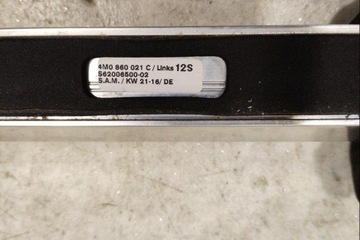 4M0 860 021 C / Links 12S
S62006500-02
S.A.M. / KW 21-16/ DE